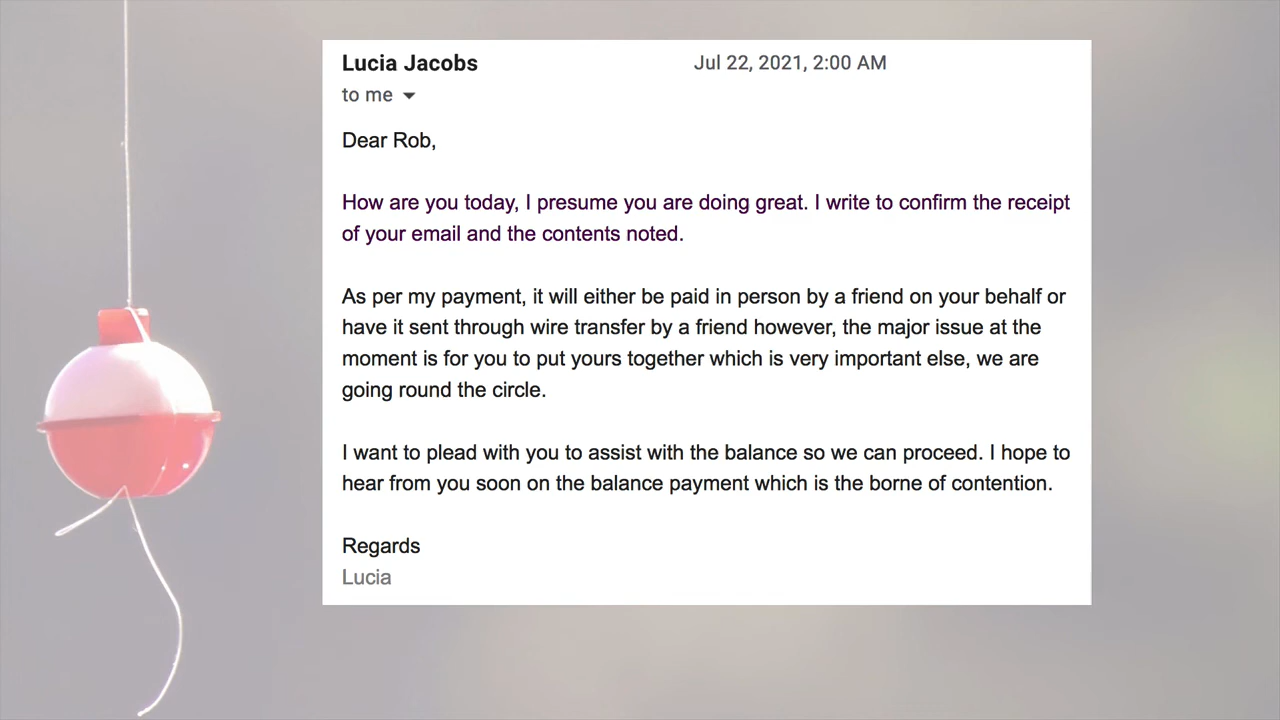 Lucia Jacobs Jul 22, 2021, 2:00 AM
to me
Dear Rob,
How are you today, I presume you are doing great. I write to confirm the receipt
of your email and the contents noted.
As per my payment, it will either be paid in person by a friend on your behalf or
have it sent through wire transfer by a friend however, the major issue at the
moment is for you to put yours together which is very important else, we are
going round the circle.
I want to plead with you to assist with the balance so we can proceed. I hope to
hear from you soon on the balance payment which is the borne of contention.
Regards
Lucia